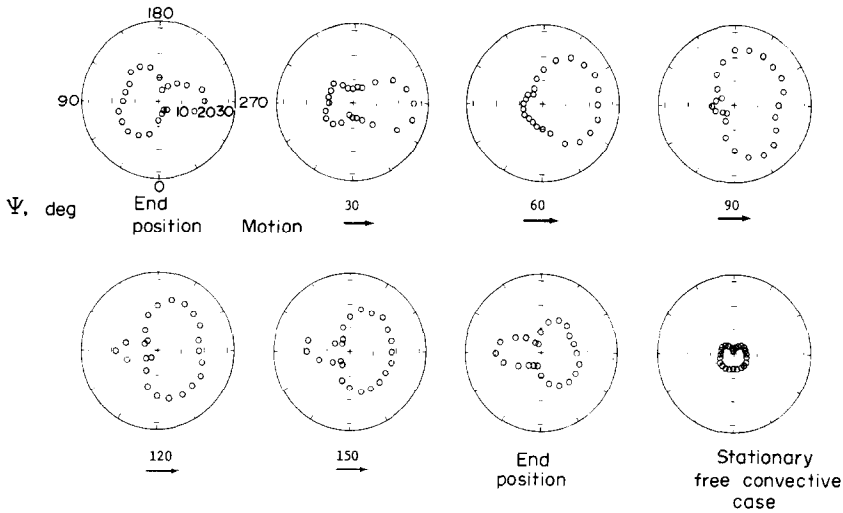 180
90
10 20 30
270
0
Ψ, deg
End
position
Motion
30
60
90
120
150
End
position
Stationary
free convective
case